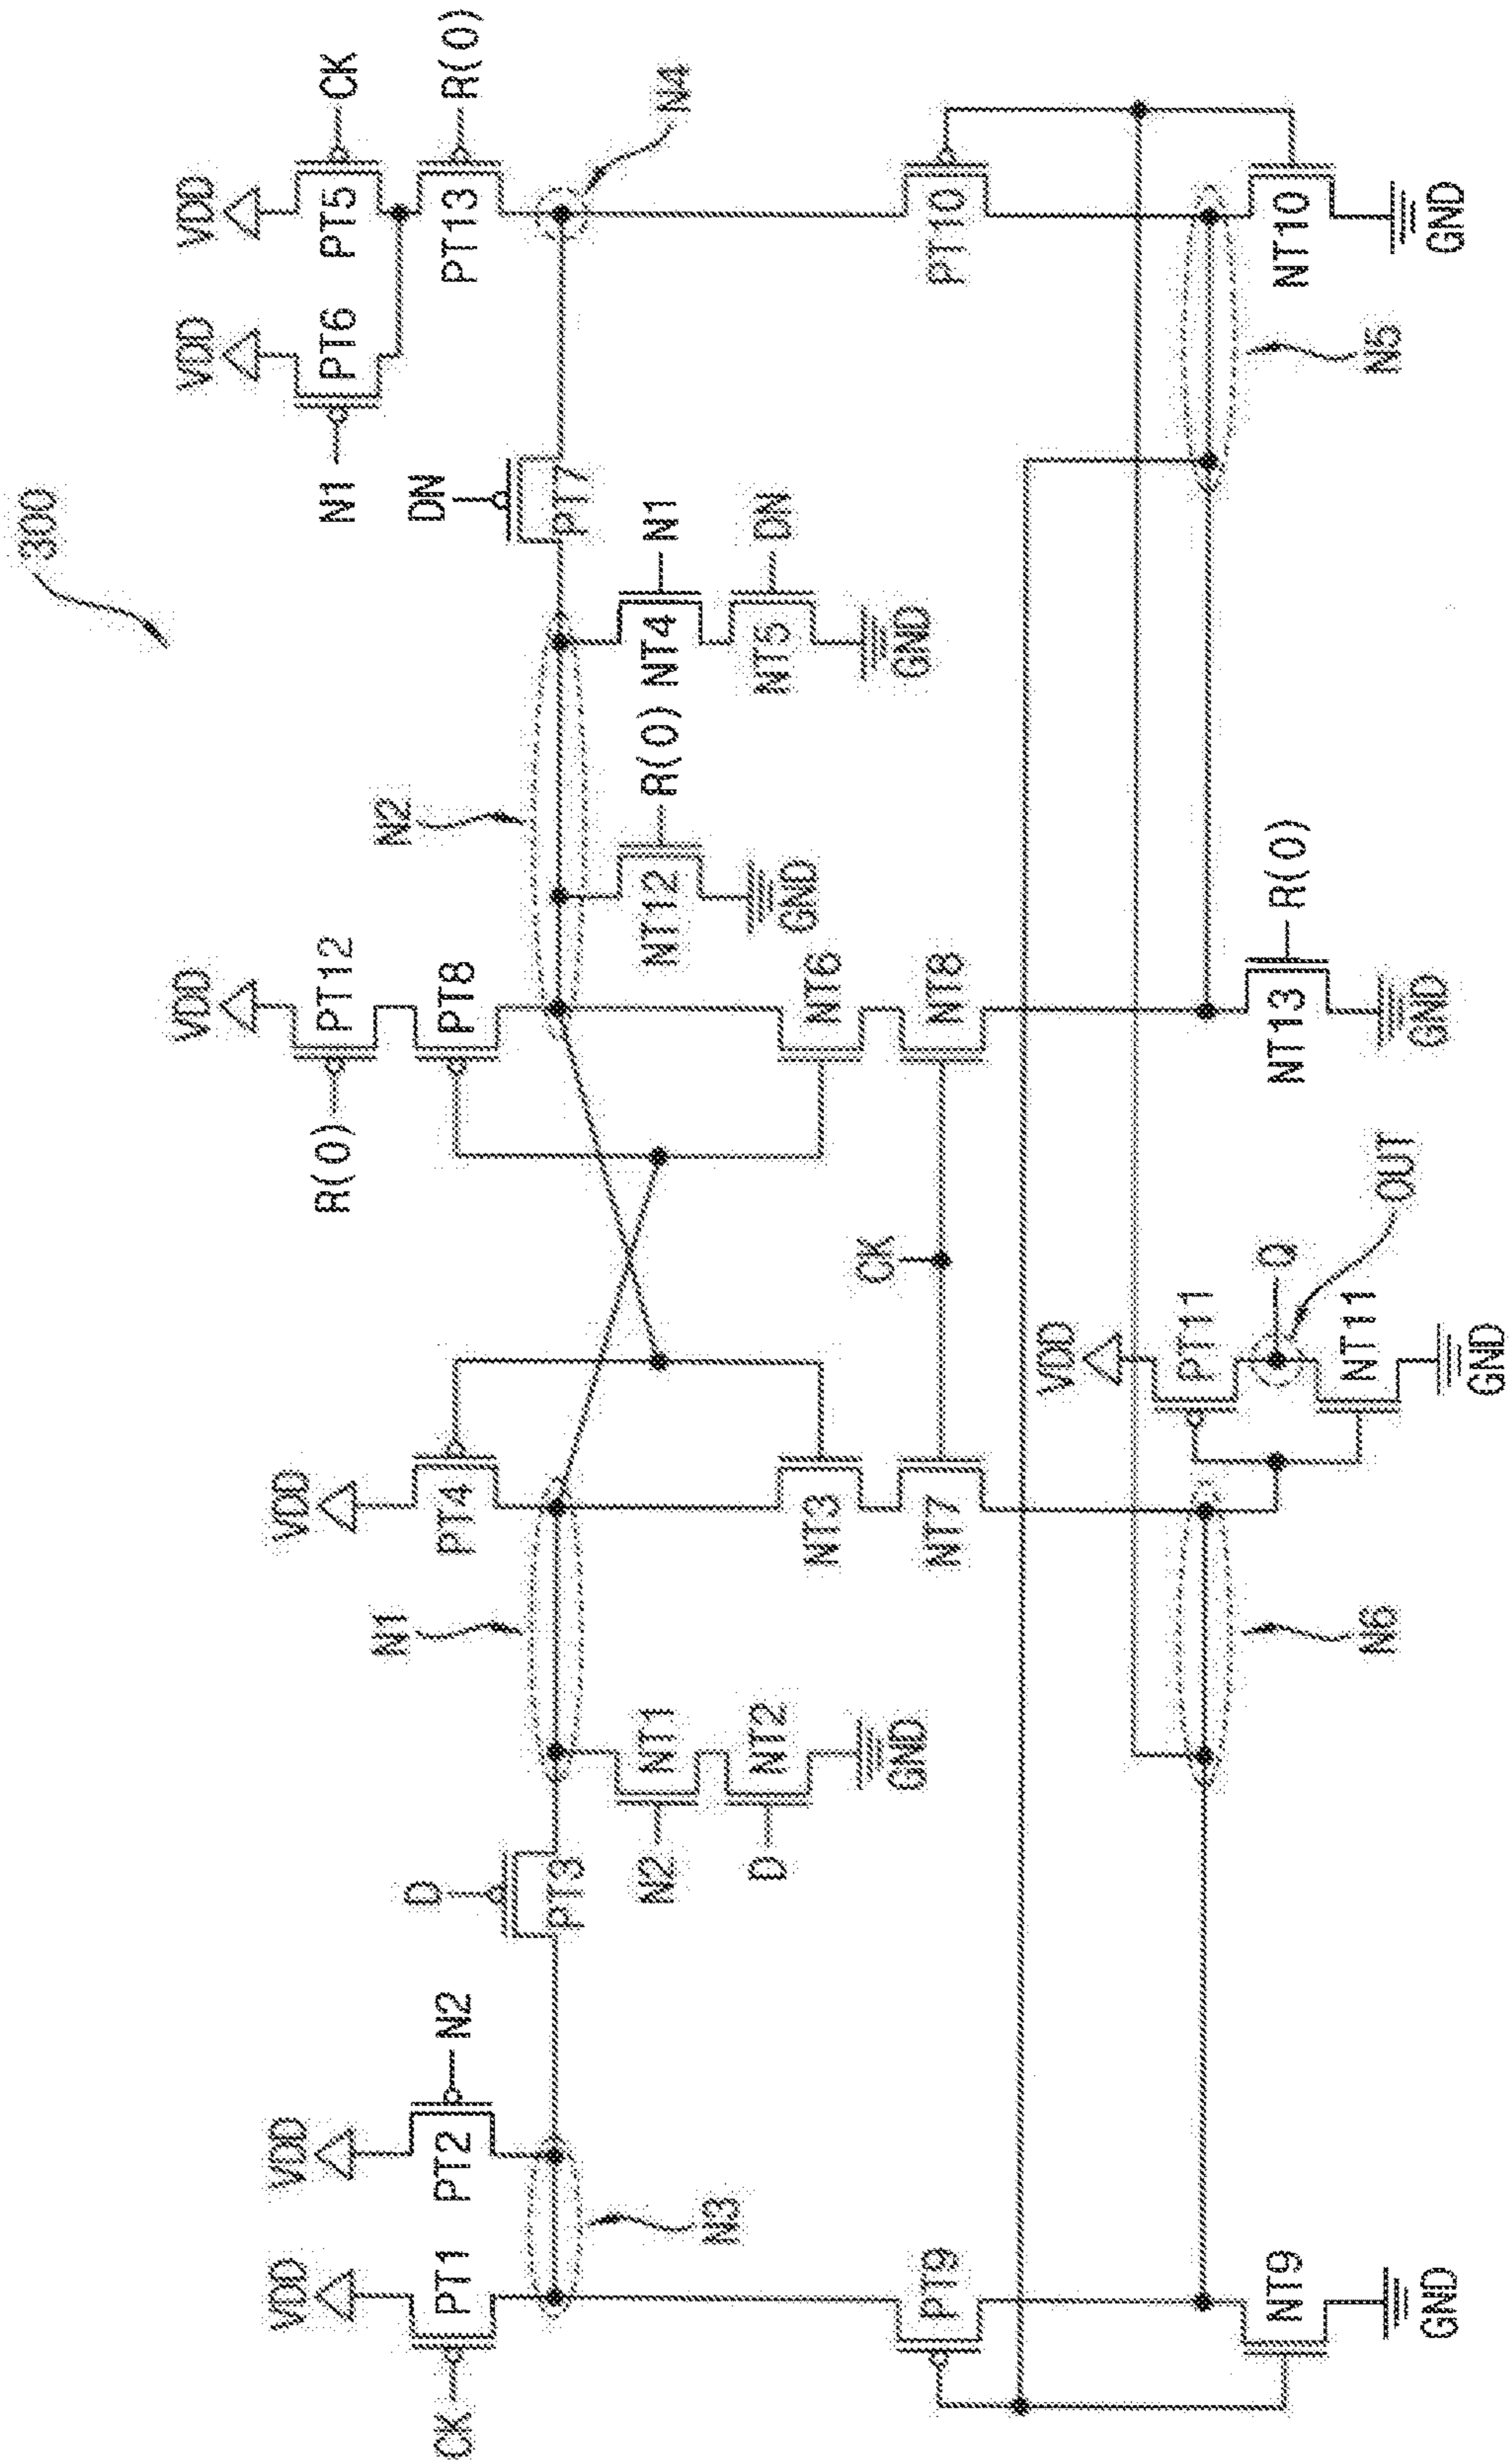 300
VDD
VDD
VDD
VDD
VDD
VDD
R(0)
PT12
N1
PT6
PT5
CK
N1
N2
D
DN
CK
PT1
PT2
N2
PT4
PT8
PT13
R(0)
PT3
PT7
N2
NT1
NT12
R(0)
NT4
N1
N4
N3
D
NT2
NT5
DN
GND
NT3
NT6
CK
GND
GND
PT9
NT7
NT8
PT10
VDD
PT11
Q
NT9
NT13
R(0)
NT10
NT11
N6
OUT
N5
GND
GND
GND
GND